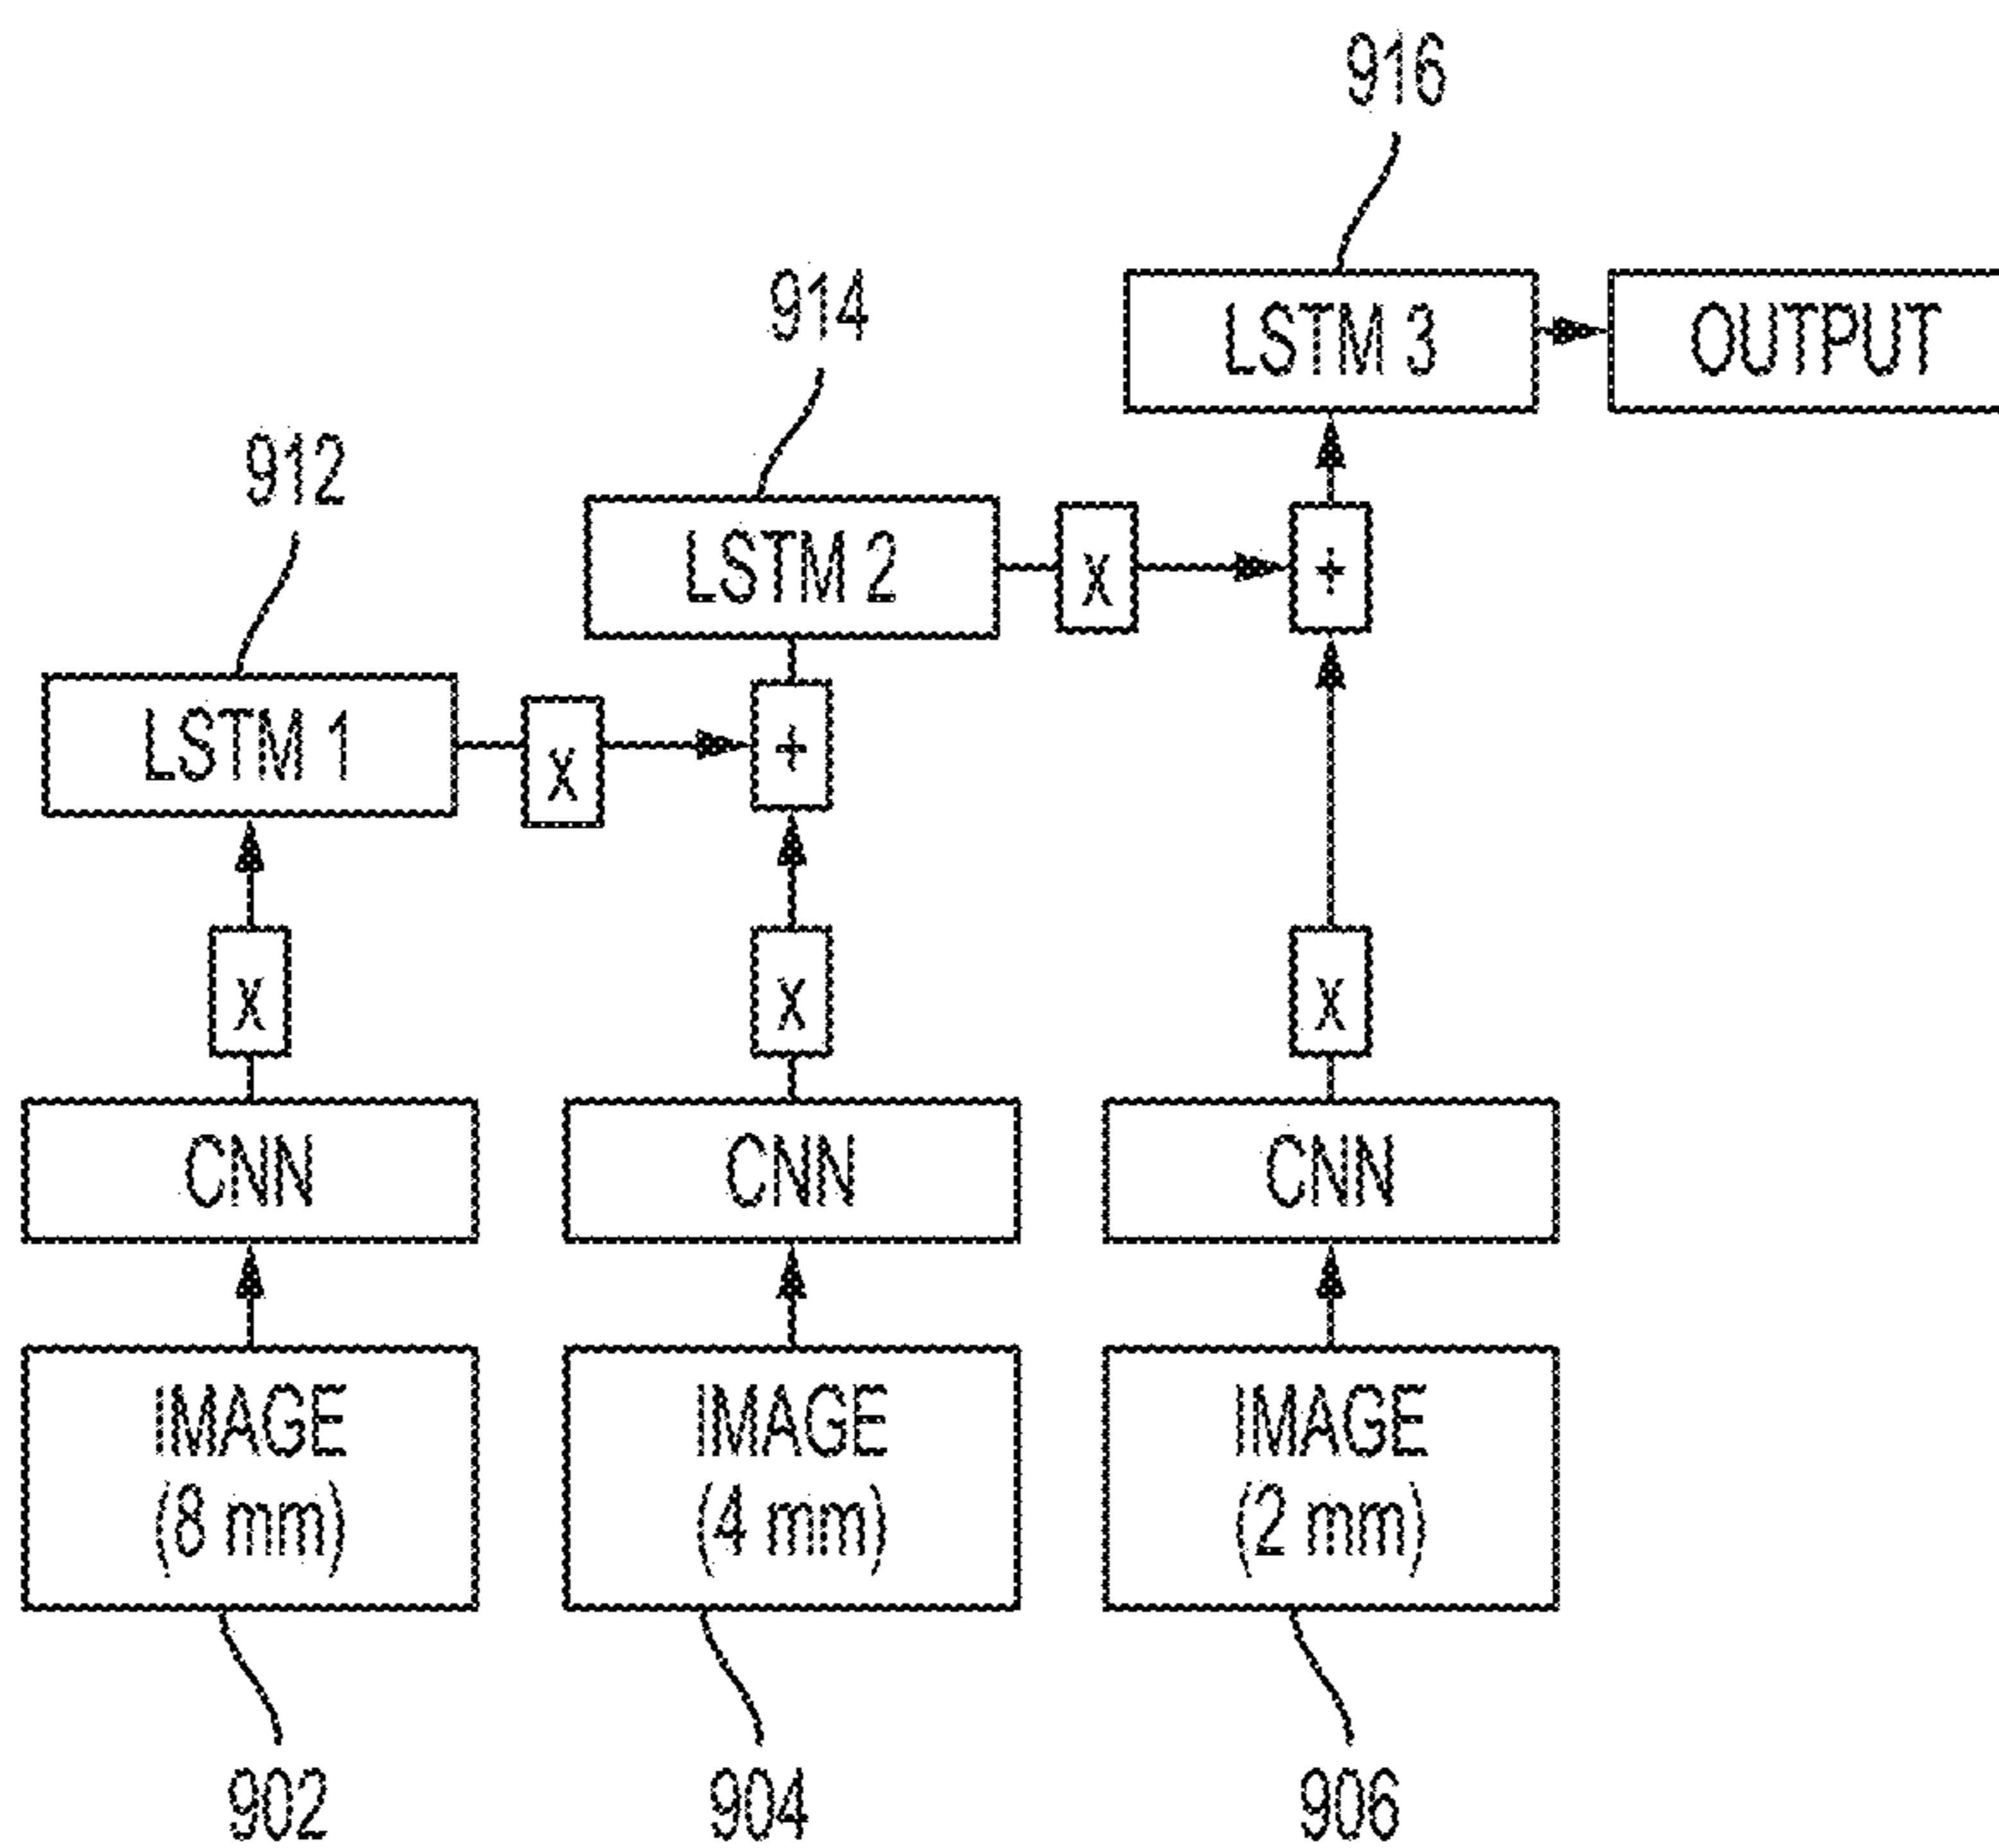 916
914
LSTM 3
OUTPUT
912
LSTM 2
X
+
LSTM 1
X
+
X
X
X
CNN
CNN
CNN
IMAGE
(8 mm)
IMAGE
(4 mm)
IMAGE
(2 mm)
902
904
906